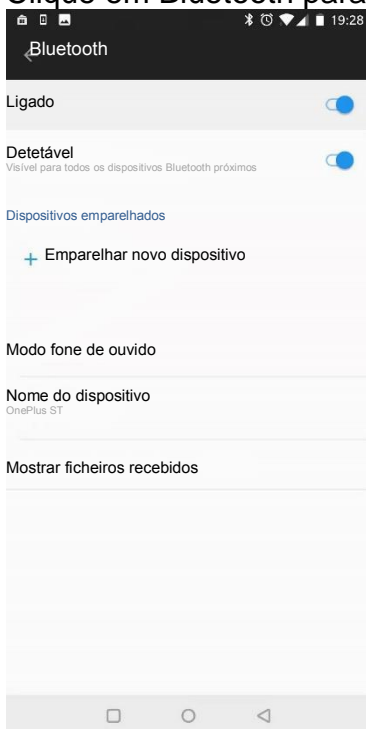 Clique em Bluetooth para
19:28
Bluetooth
Ligado
Detetável
Visível para todos os dispositivos Bluetooth próximos
Dispositivos emparelhados
+ Emparelhar novo dispositivo
Modo fone de ouvido
Nome do dispositivo
OnePlus ST
Mostrar ficheiros recebidos